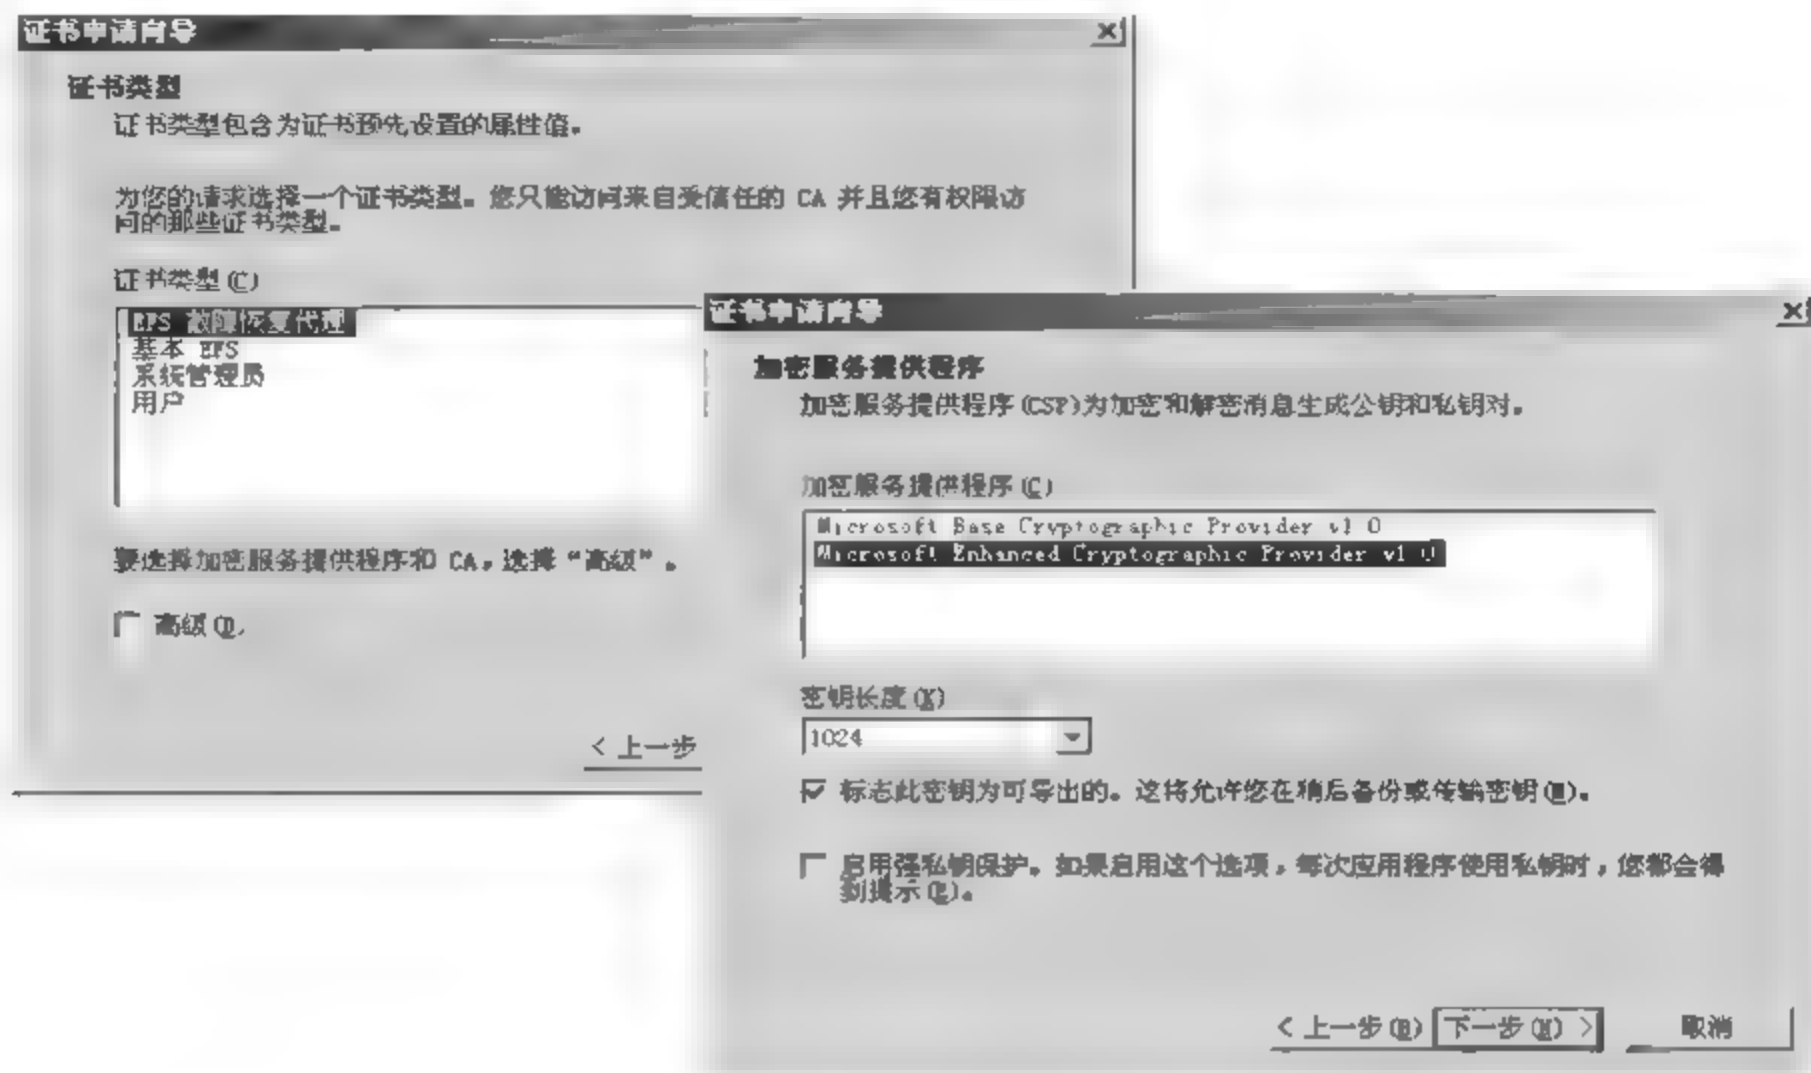 证书申请向导
证书类型
证书类型包含为证书预先设置的属性值。
为您的请求选择一个证书类型。您只能访问来自受信任的 CA 并且您有权限访
问的那些证书类型。
证书类型(C)
EFS 故障恢复代理
基本 EFS
系统管理员
用户
要选择加密服务提供程序和 CA，选择“高级”。
高级
< 上一步
证书申请向导
加密服务提供程序
加密服务提供程序(CSP)为加密和解密消息生成公钥和私钥对。
加密服务提供程序(C)
Microsoft Base Cryptographic Provider v1 0
Microsoft Enhanced Cryptographic Provider v1 0
密钥长度(K)
1024
标志此密钥为可导出的。这将允许您在稍后备份或传输密钥(M)。
启用强私钥保护。如果启用这个选项，每次应用程序使用私钥时，您都会得
到提示(E)。
< 上一步(B)
下一步(N) >
取消